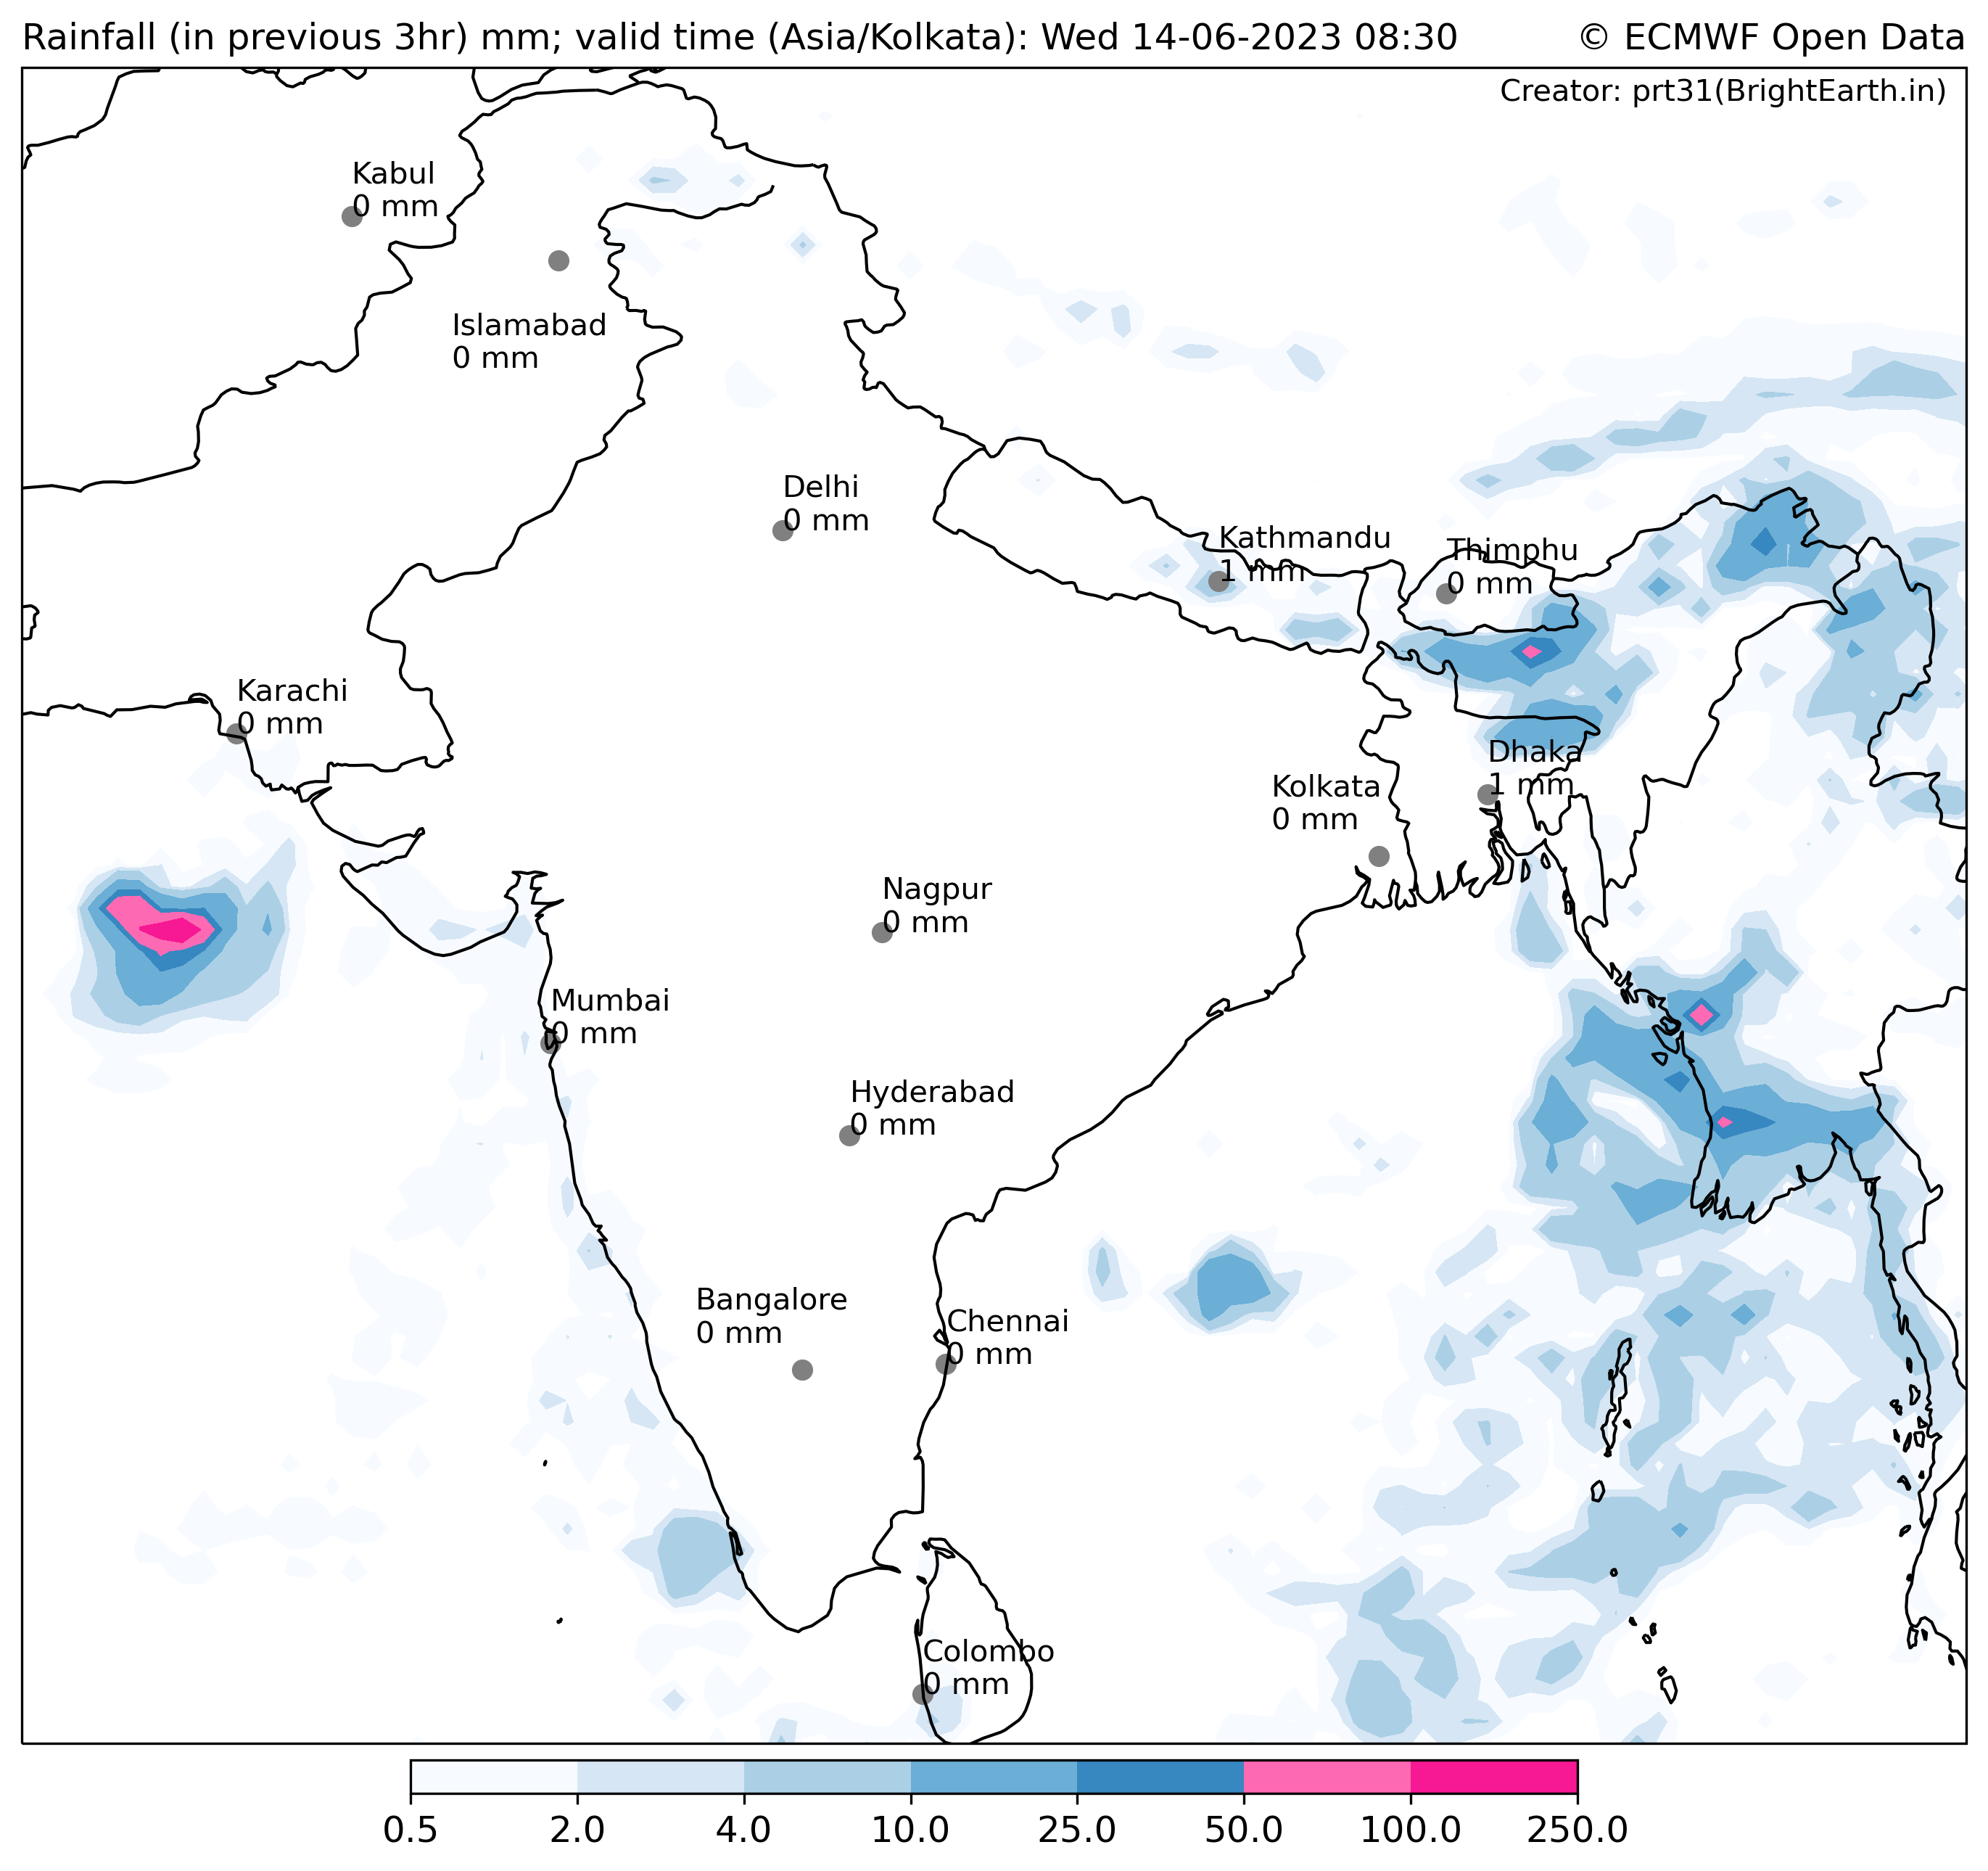 Rainfall (in previous 3hr) mm; valid time (Asia/Kolkata): Wed 14-06-2023 08:30
© ECMWF Open Data
Creator: prt31(BrightEarth.in)
Kabul
0 mm
Islamabad
0 mm
Delhi
0 mm
Kathmandu
1 mm
Thimphu
0 mm
Karachi
0 mm
Dhaka
1 mm
Kolkata
0 mm
Nagpur
0 mm
Mumbai
0 mm
Hyderabad
0 mm
Bangalore
0 mm
Chennai
0 mm
Colombo
0 mm
0.5 2.0 4.0 10.0 25.0 50.0 100.0 250.0